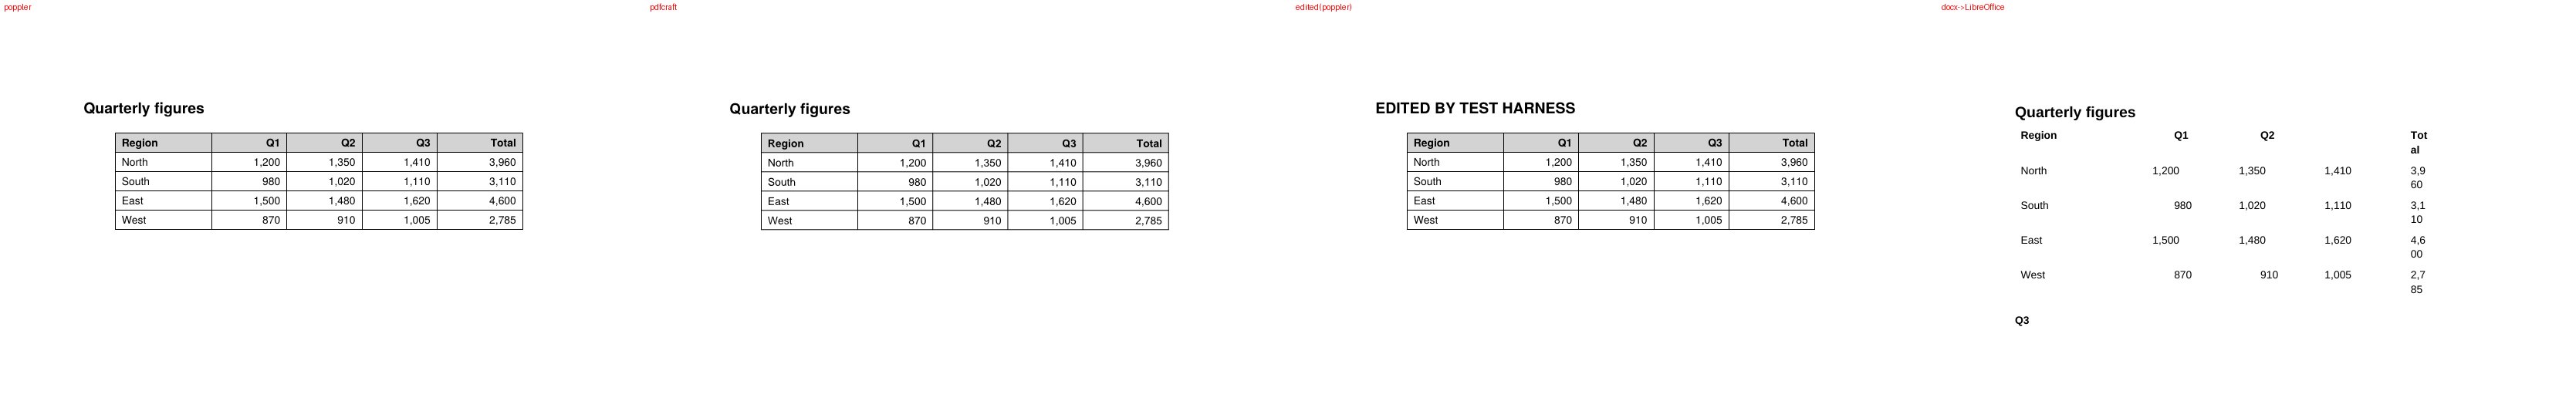 poppler
Quarterly figures
Region Q1 Q2 Q3 Total
North 1,200 1,350 1,410 3,960
South 980 1,020 1,110 3,110
East 1,500 1,480 1,620 4,600
West 870 910 1,005 2,785
pdfcraft
Quarterly figures
Region Q1 Q2 Q3 Total
North 1,200 1,350 1,410 3,960
South 980 1,020 1,110 3,110
East 1,500 1,480 1,620 4,600
West 870 910 1,005 2,785
edited(poppler)
EDITED BY TEST HARNESS
Region Q1 Q2 Q3 Total
North 1,200 1,350 1,410 3,960
South 980 1,020 1,110 3,110
East 1,500 1,480 1,620 4,600
West 870 910 1,005 2,785
docx->LibreOffice
Quarterly figures
Region Q1 Q2 Tot
al
North 1,200 1,350 1,410 3,9
60
South 980 1,020 1,110 3,1
10
East 1,500 1,480 1,620 4,6
00
West 870 910 1,005 2,7
85
Q3